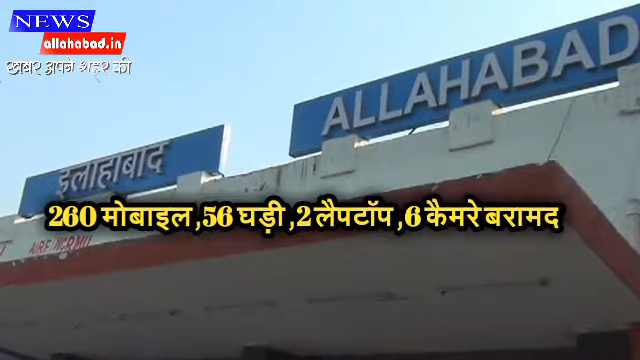 NEWS
allahabad.in
खबर अपने शहर की
इलाहाबाद
ALLAHABAD
260 मोबाइल ,56 घड़ी ,2 लैपटॉप ,6 कैमरे बरामद